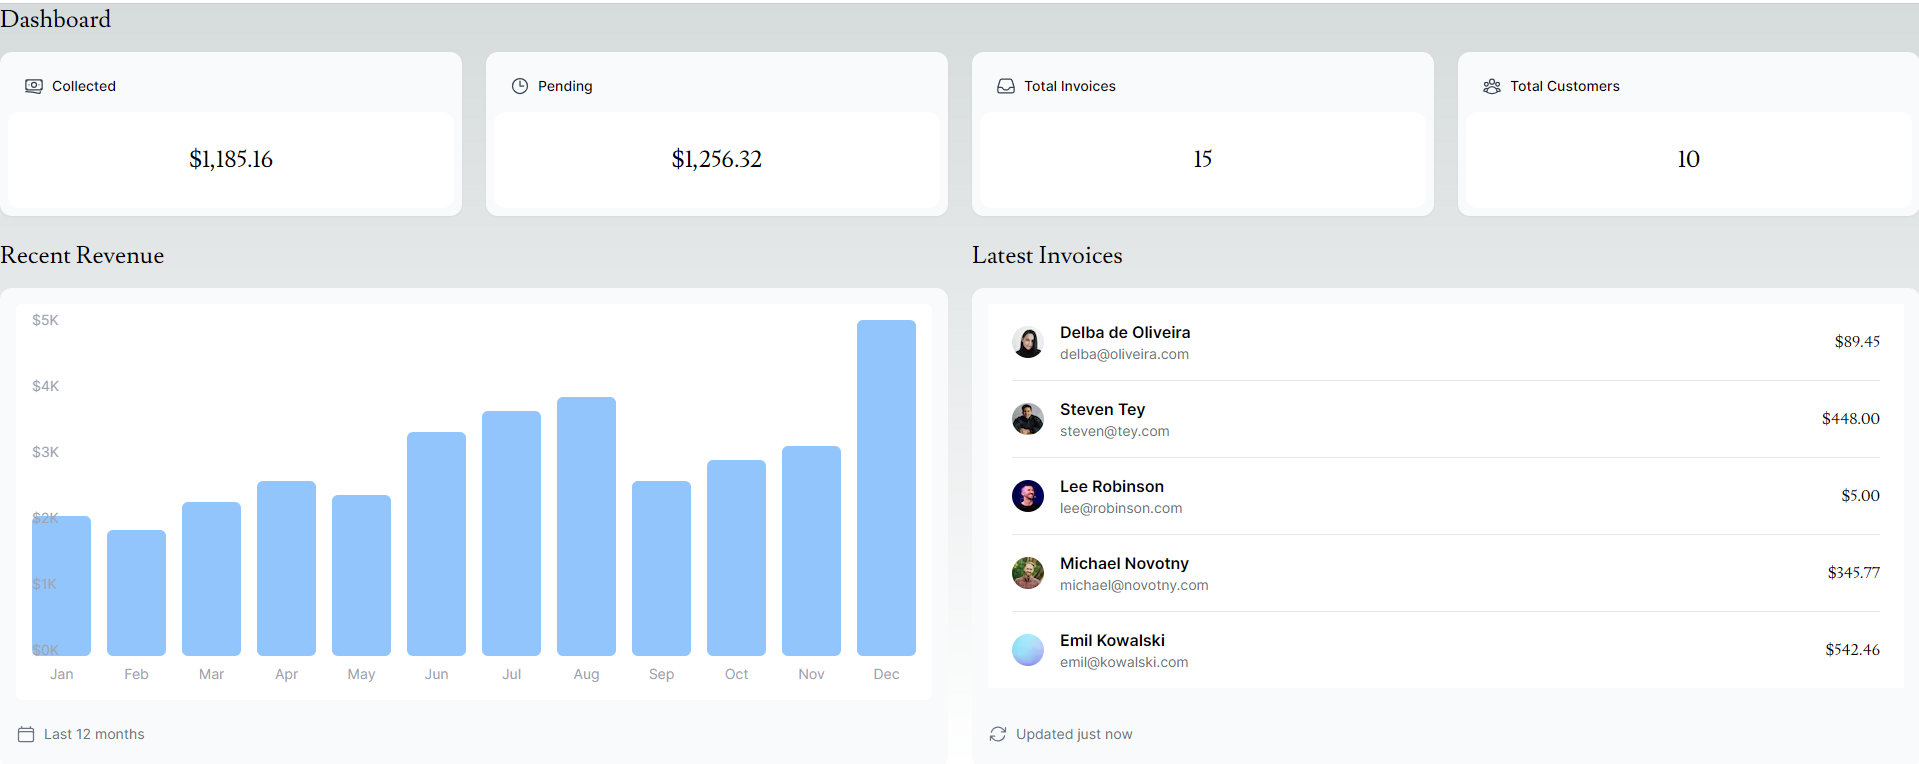 Dashboard
Collected
$1,185.16
Pending
$1,256.32
Total Invoices
15
Total Customers
10
Recent Revenue
$5K
$4K
$3K
$2K
$1K
$0K
Jan Feb Mar Apr May Jun Jul Aug Sep Oct Nov Dec
Last 12 months
Latest Invoices
Delba de Oliveira
delba@oliveira.com
$89.45
Steven Tey
steven@tey.com
$448.00
Lee Robinson
lee@robinson.com
$5.00
Michael Novotny
michael@novotny.com
$345.77
Emil Kowalski
emil@kowalski.com
$542.46
Updated just now